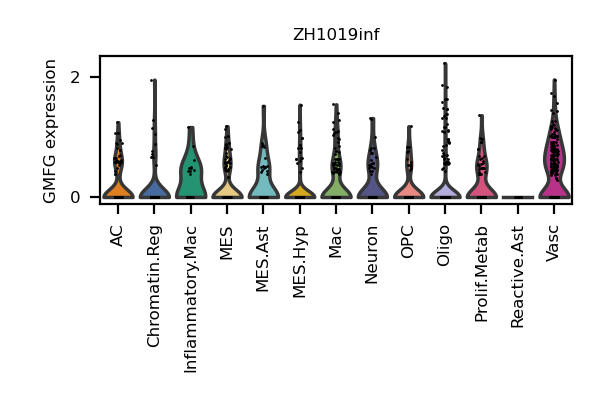 ZH1019inf
GMFG expression
2
0
AC
Chromatin.Reg
Inflammatory.Mac
MES
MES.Ast
MES.Hyp
Mac
Neuron
OPC
Oligo
Prolif.Metab
Reactive.Ast
Vasc